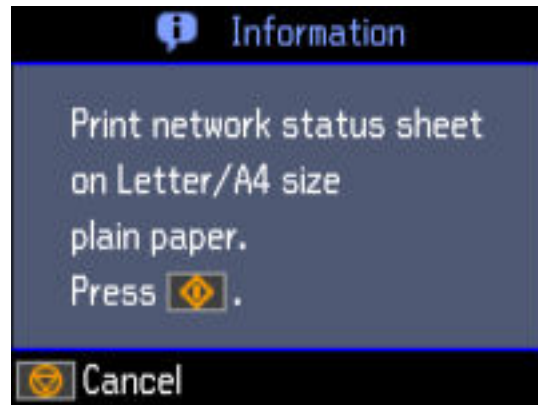 Information
Print network status sheet
on Letter/A4 size
plain paper.
Press .
Cancel